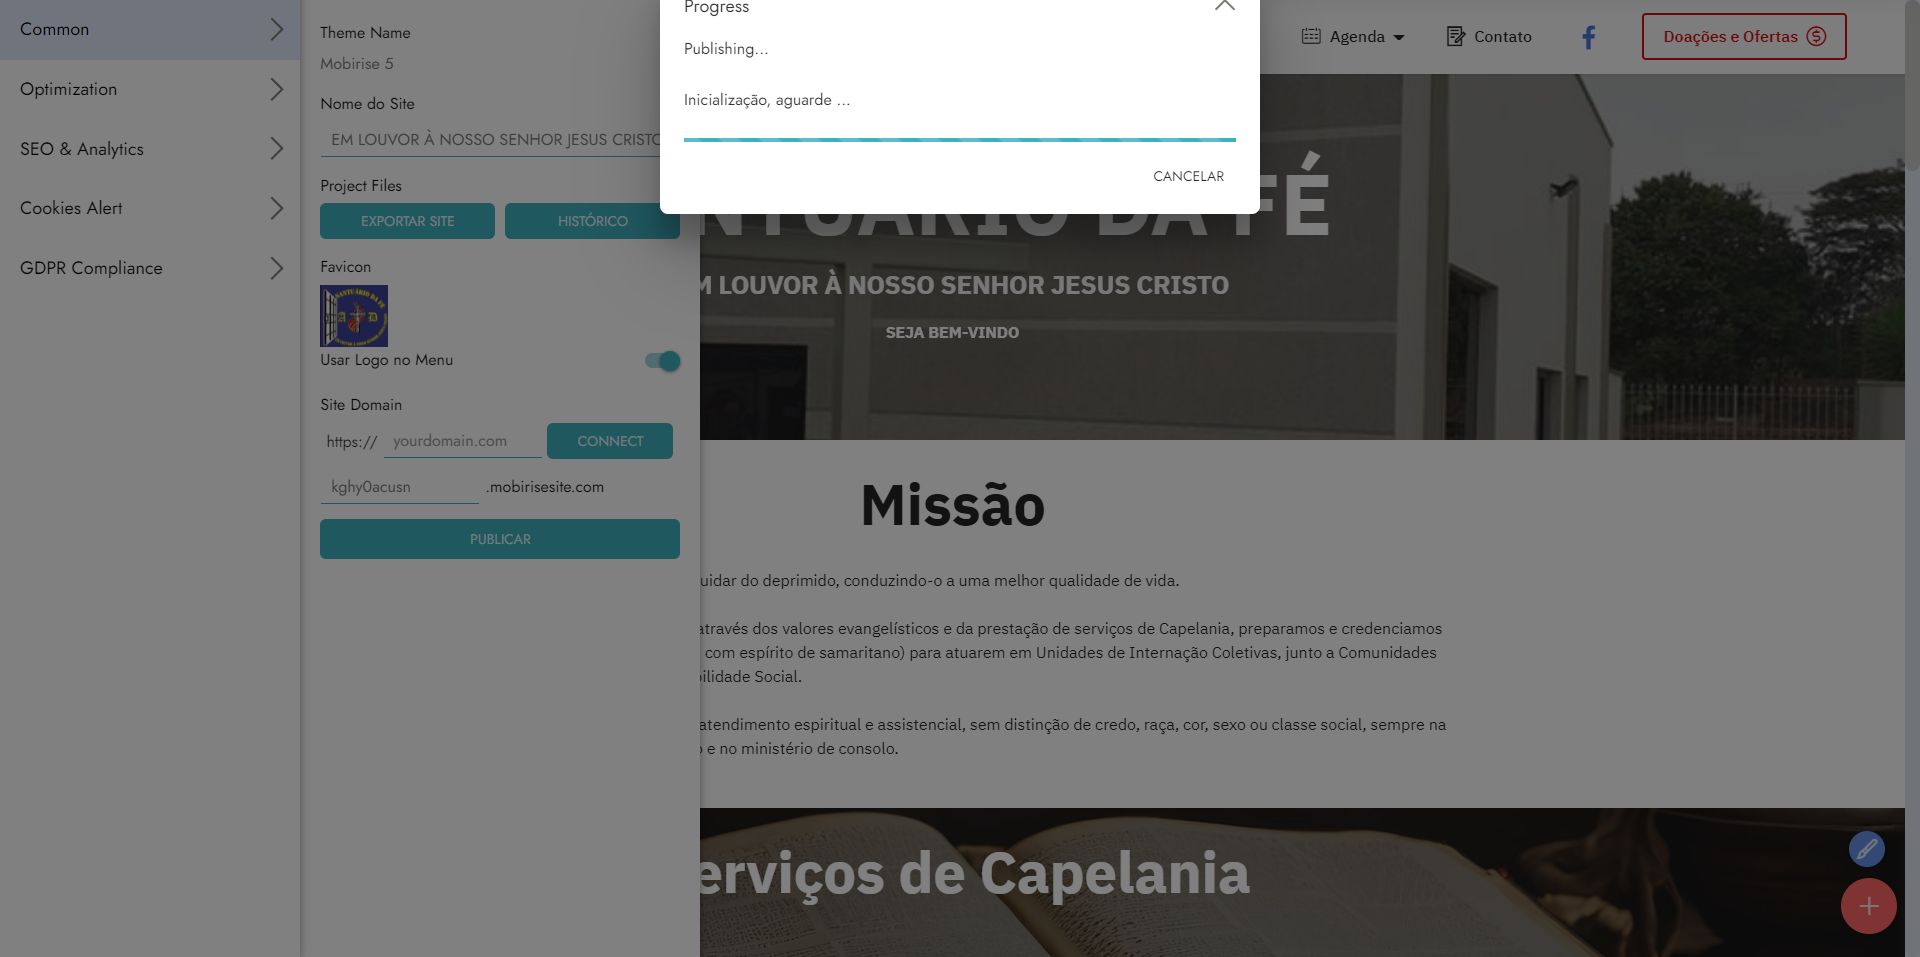 Common
Optimization
SEO & Analytics
Cookies Alert
GDPR Compliance
Theme Name
Mobirise 5
Nome do Site
EM LOUVOR À NOSSO SENHOR JESUS CRISTO
Project Files
EXPORTAR SITE
HISTÓRICO
Favicon
SANTUÁRIO DA FÉ
A D
Usar Logo no Menu
Site Domain
https://
yourdomain.com
CONNECT
kghy0acusn
.mobirisesite.com
PUBLICAR
Progress
Publishing...
Inicialização, aguarde ...
CANCELAR
Agenda
Contato
Doações e Ofertas
NTUÁRIO DA FÉ
M LOUVOR À NOSSO SENHOR JESUS CRISTO
SEJA BEM-VINDO
Missão
uidar do deprimido, conduzindo-o a uma melhor qualidade de vida.
através dos valores evangelísticos e da prestação de serviços de Capelania, preparamos e credenciamos
com espírito de samaritano) para atuarem em Unidades de Internação Coletivas, junto a Comunidades
bilidade Social.
atendimento espiritual e assistencial, sem distinção de credo, raça, cor, sexo ou classe social, sempre na
e no ministério de consolo.
erviços de Capelania